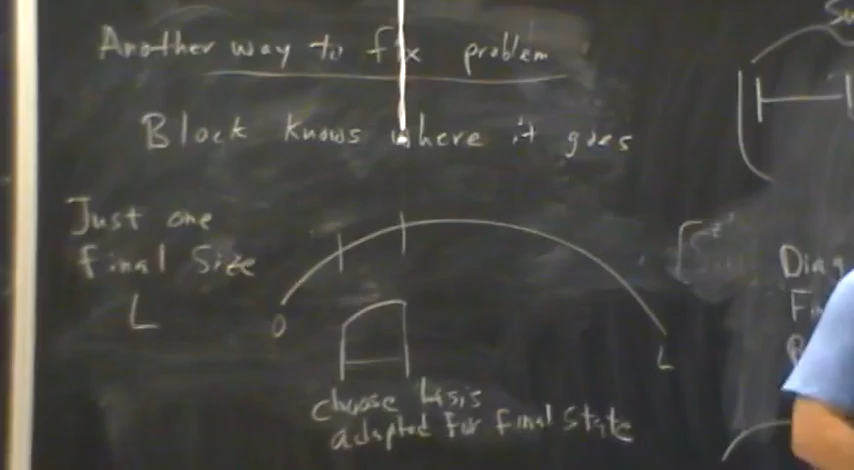 Another way to fix problem
Block knows where it goes
Just one
final size
L
O
L
choose basis
adapted for final state